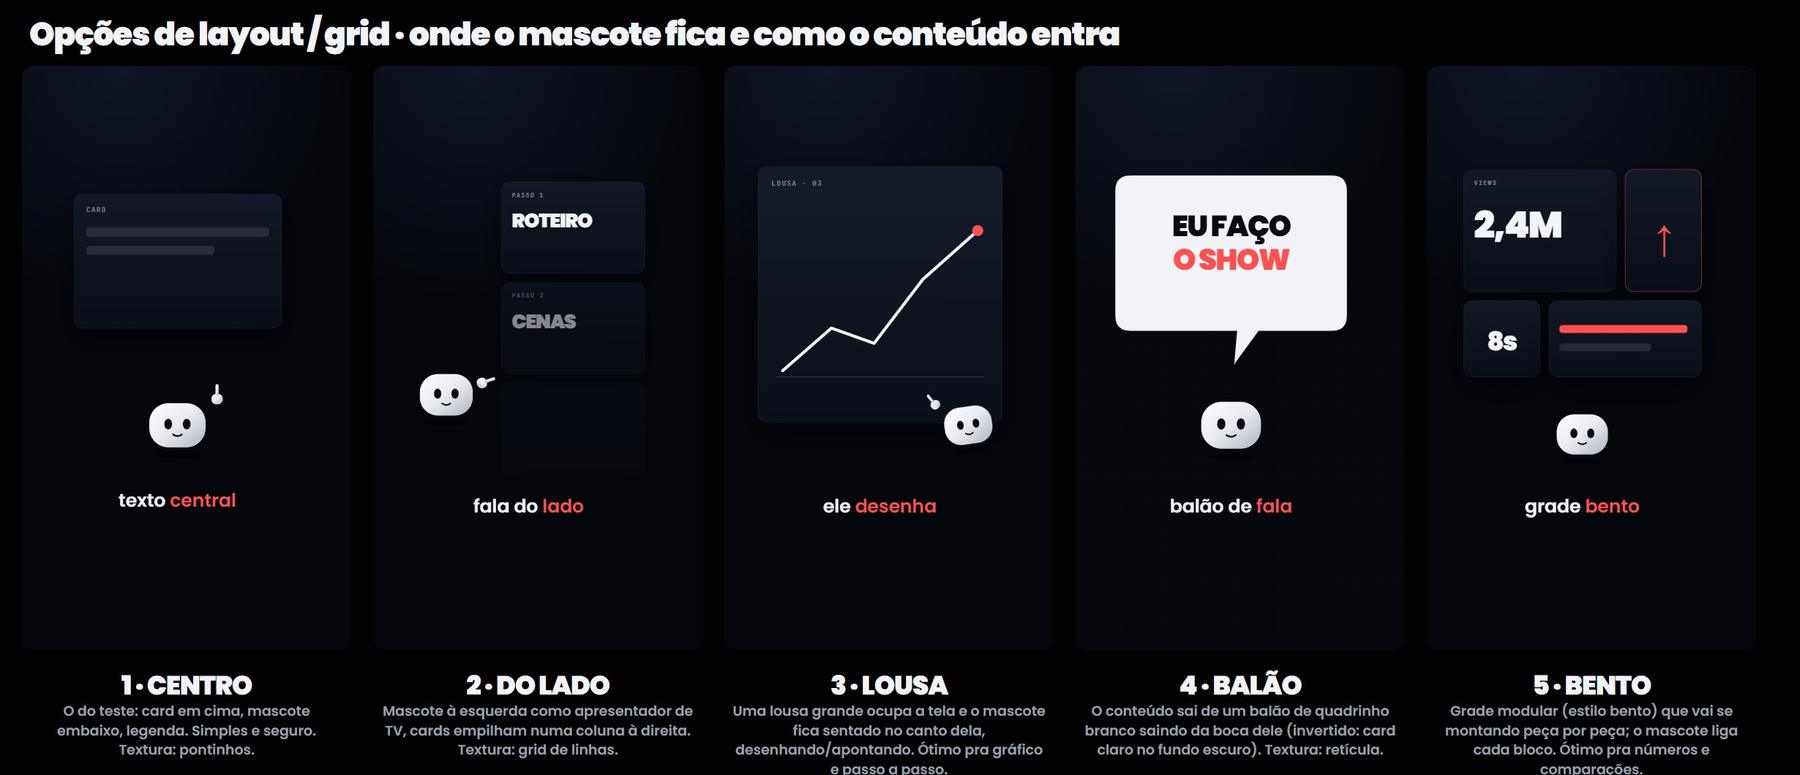 Opções de layout / grid · onde o mascote fica e como o conteúdo entra
CARD
texto central
1 · CENTRO
O do teste: card em cima, mascote
embaixo, legenda. Simples e seguro.
Textura: pontinhos.
PASSO 1
ROTEIRO
PASSO 2
CENAS
fala do lado
2 · DO LADO
Mascote à esquerda como apresentador de
TV, cards empilham numa coluna à direita.
Textura: grid de linhas.
LOUSA - 03
ele desenha
3 · LOUSA
Uma lousa grande ocupa a tela e o mascote
fica sentado no canto dela,
desenhando/apontando. Ótimo pra gráfico
e passo a passo.
EU FAÇO
O SHOW
balão de fala
4 · BALÃO
O conteúdo sai de um balão de quadrinho
branco saindo da boca dele (invertido: card
claro no fundo escuro). Textura: retícula.
VIEWS
2,4M
↑
8s
grade bento
5 · BENTO
Grade modular (estilo bento) que vai se
montando peça por peça; o mascote liga
cada bloco. Ótimo pra números e
comparações.